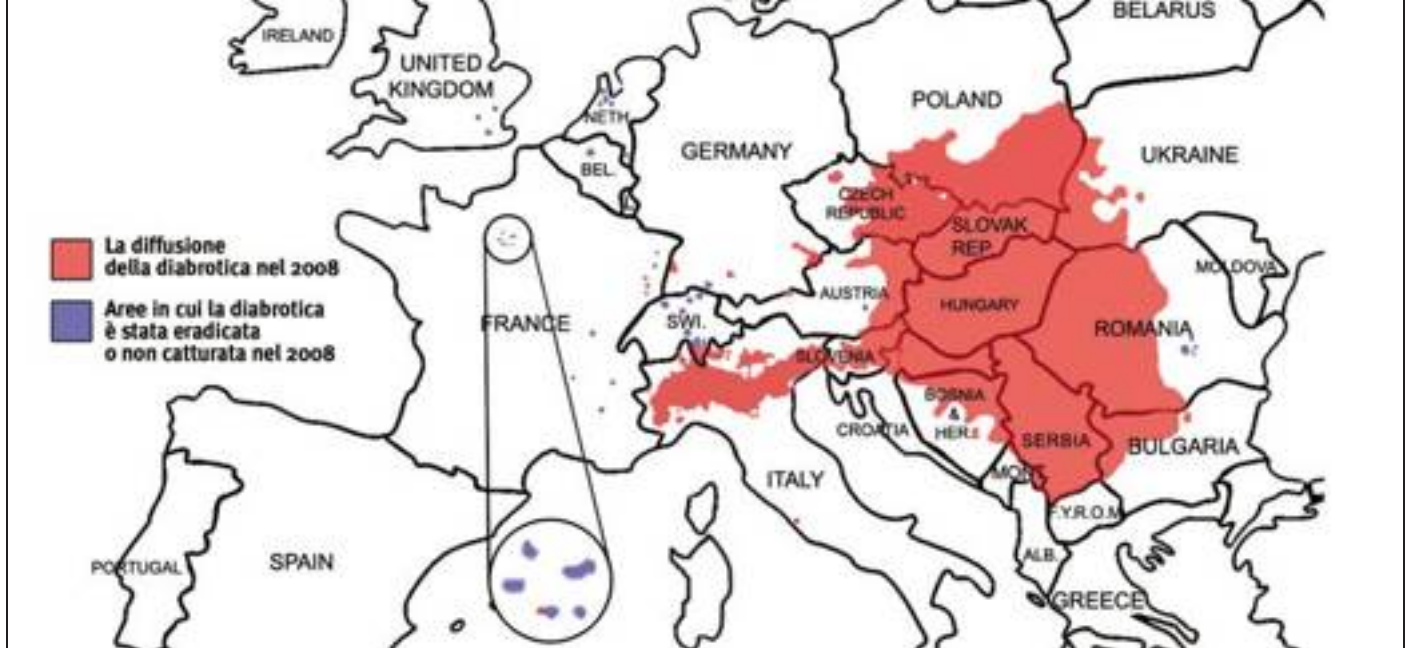 IRELAND
UNITED
KINGDOM
NETH
BEL.
GERMANY
POLAND
BELARUS
UKRAINE
CZECH
REPUBLIC
SLOVAK
REP.
La diffusione
della diabrotica nel 2008
Aree in cui la diabrotica
è stata eradicata
o non catturata nel 2008
FRANCE
SWI.
AUSTRIA
HUNGARY
MOLDOVA
ROMANIA
SLOVENIA
BOSNIA
&
HER.
CROATIA
SERBIA
BULGARIA
MONT
ITALY
F.Y.R.O.M
ALB.
GREECE
PORTUGAL
SPAIN